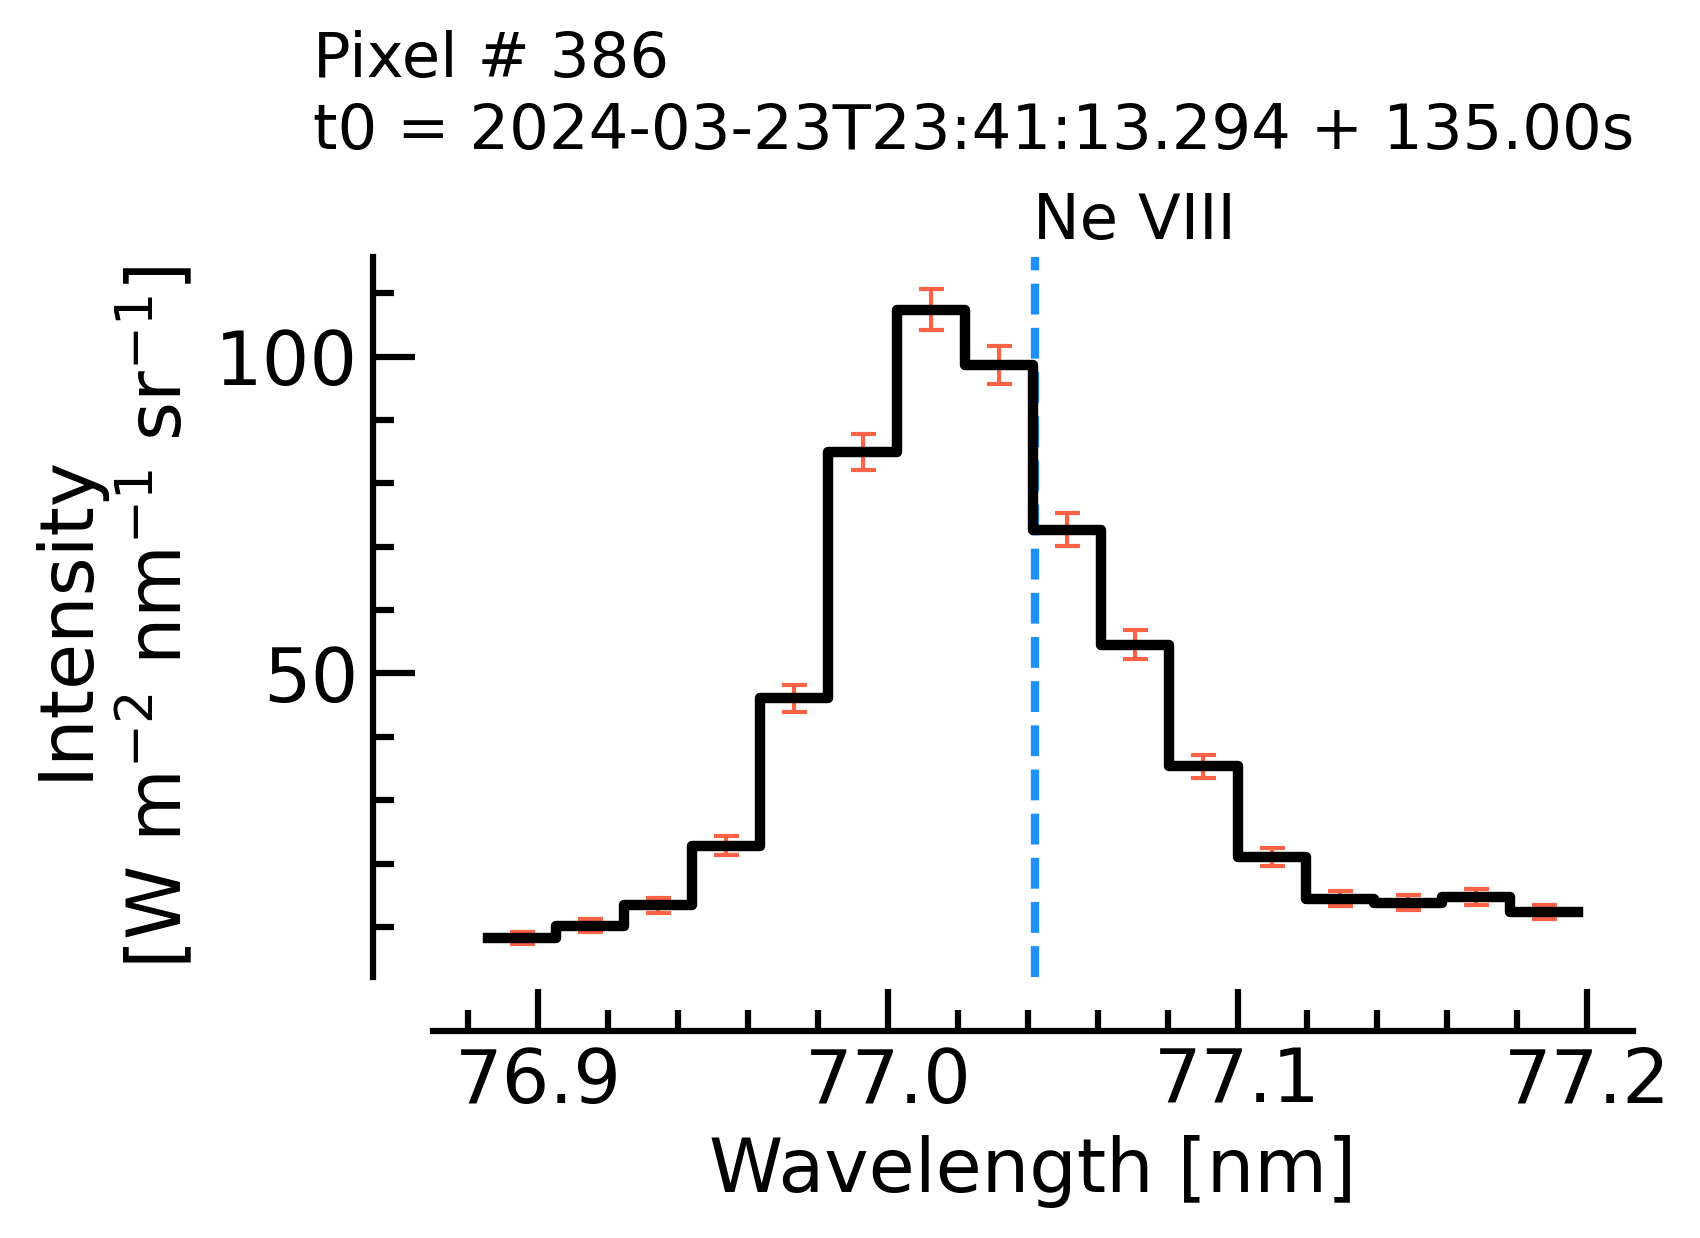 Pixel # 386
t0 = 2024-03-23T23:41:13.294 + 135.00s
Ne VIII
Intensity
[W m⁻² nm⁻¹ sr⁻¹]
100
50
76.9 77.0 77.1 77.2
Wavelength [nm]